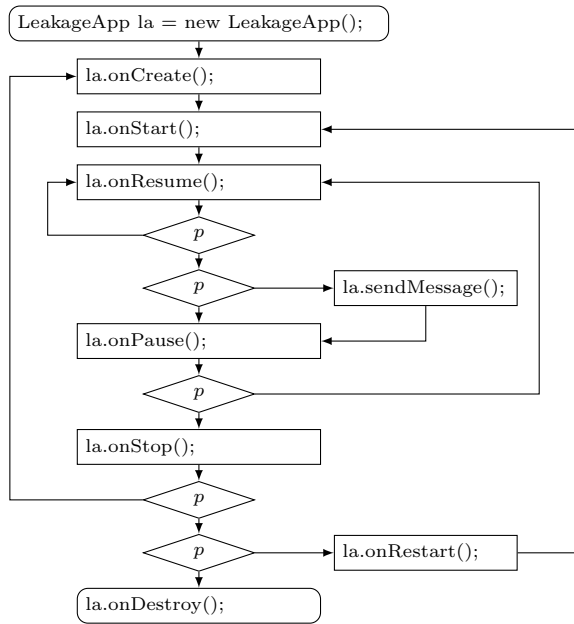 LeakageApp la = new LeakageApp();
la.onCreate();
la.onStart();
la.onResume();
p
p
la.sendMessage();
la.onPause();
p
la.onStop();
p
p
la.onRestart();
la.onDestroy();